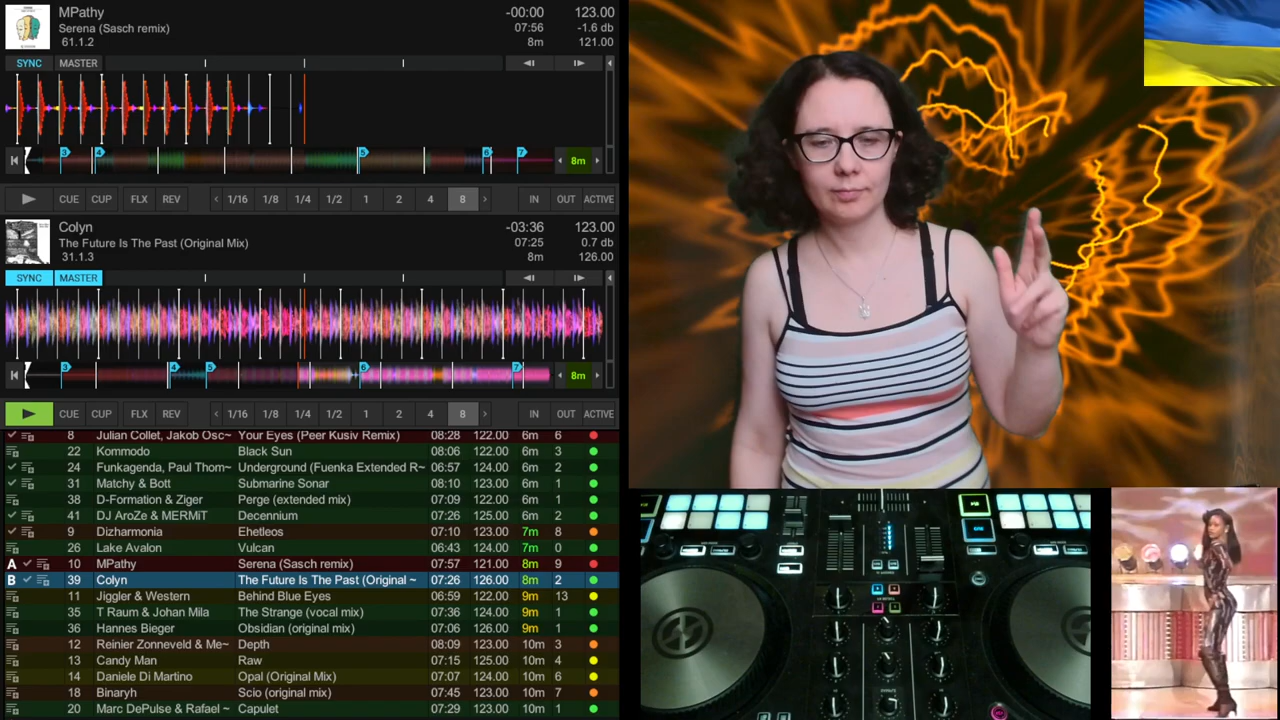 MPathy -00:00 123.00
Serena (Sasch remix) 07:56 -1.6 db
61.1.2 8m 121.00
SYNC MASTER
3 4 5 6 7 8m
CUE CUP FLX REV 1/16 1/8 1/4 1/2 1 2 4 8 IN OUT ACTIVE
Colyn -03:36 123.00
The Future Is The Past (Original Mix) 07:25 0.7 db
31.1.3 8m 126.00
SYNC MASTER
3 4 5 6 7 8m
CUE CUP FLX REV 1/16 1/8 1/4 1/2 1 2 4 8 IN OUT ACTIVE
8 Julian Collet, Jakob Osc~ Your Eyes (Peer Kusiv Remix) 08:28 122.00 6m 6
22 Kommodo Black Sun 08:06 122.00 6m 3
24 Funkagenda, Paul Thom~ Underground (Fuenka Extended R~ 06:57 124.00 6m 2
31 Matchy & Bott Submarine Sonar 08:10 123.00 6m 1
38 D-Formation & Ziger Perge (extended mix) 07:09 122.00 6m 1
41 DJ AroZe & MERMiT Decennium 07:26 125.00 6m 2
9 Dizharmonia Ehetleos 07:10 123.00 7m 8
26 Lake Avalon Vulcan 06:43 124.00 7m 0
A 10 MPathy Serena (Sasch remix) 07:57 121.00 8m 9
B 39 Colyn The Future Is The Past (Original ~ 07:26 126.00 8m 2
11 Jiggler & Western Behind Blue Eyes 06:59 122.00 9m 13
35 T Raum & Johan Mila The Strange (vocal mix) 07:36 124.00 9m 1
36 Hannes Bieger Obsidian (original mix) 07:06 126.00 9m 1
12 Reinier Zonneveld & Me~ Depth 08:09 123.00 10m 3
13 Candy Man Raw 07:15 125.00 10m 4
14 Daniele Di Martino Opal (Original Mix) 07:07 124.00 10m 6
18 Binaryh Scio (original mix) 07:45 123.00 10m 7
20 Marc DePulse & Rafael ~ Capulet 07:29 123.00 10m 1